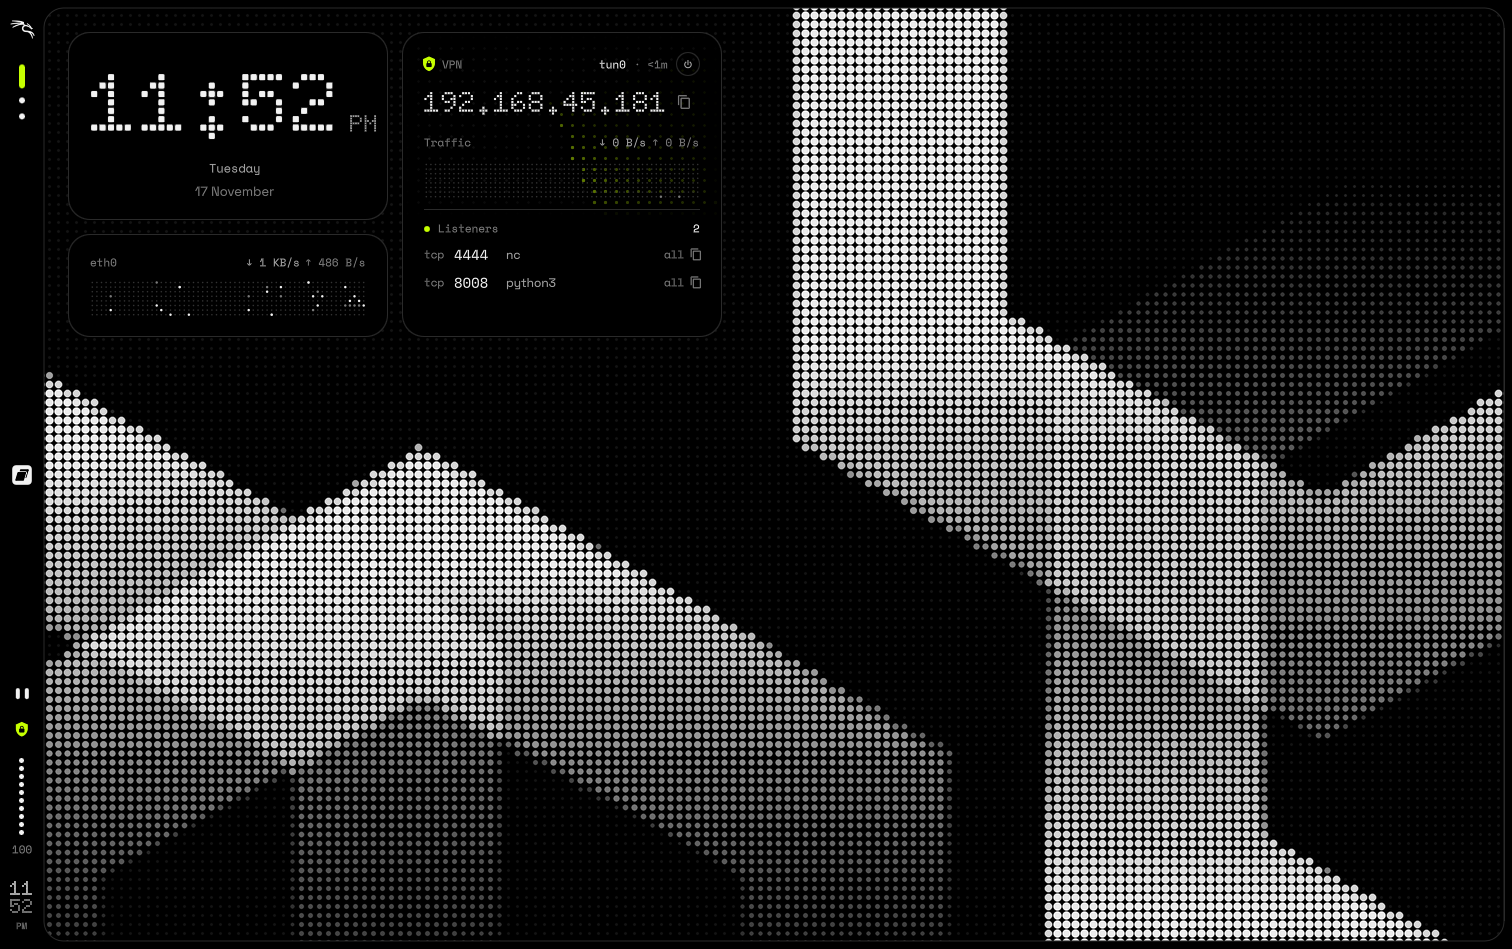 11:52 PM
Tuesday
17 November
eth0 ↓ 1 KB/s ↑ 486 B/s
VPN tun0 · <1m
192.168.45.181
Traffic ↓ 0 B/s ↑ 0 B/s
Listeners 2
tcp 4444 nc all
tcp 8008 python3 all
100
11
52
PM